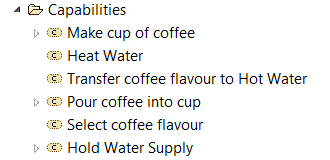 Capabilities
Make cup of coffee
Heat Water
Transfer coffee flavour to Hot Water
Pour coffee into cup
Select coffee flavour
Hold Water Supply